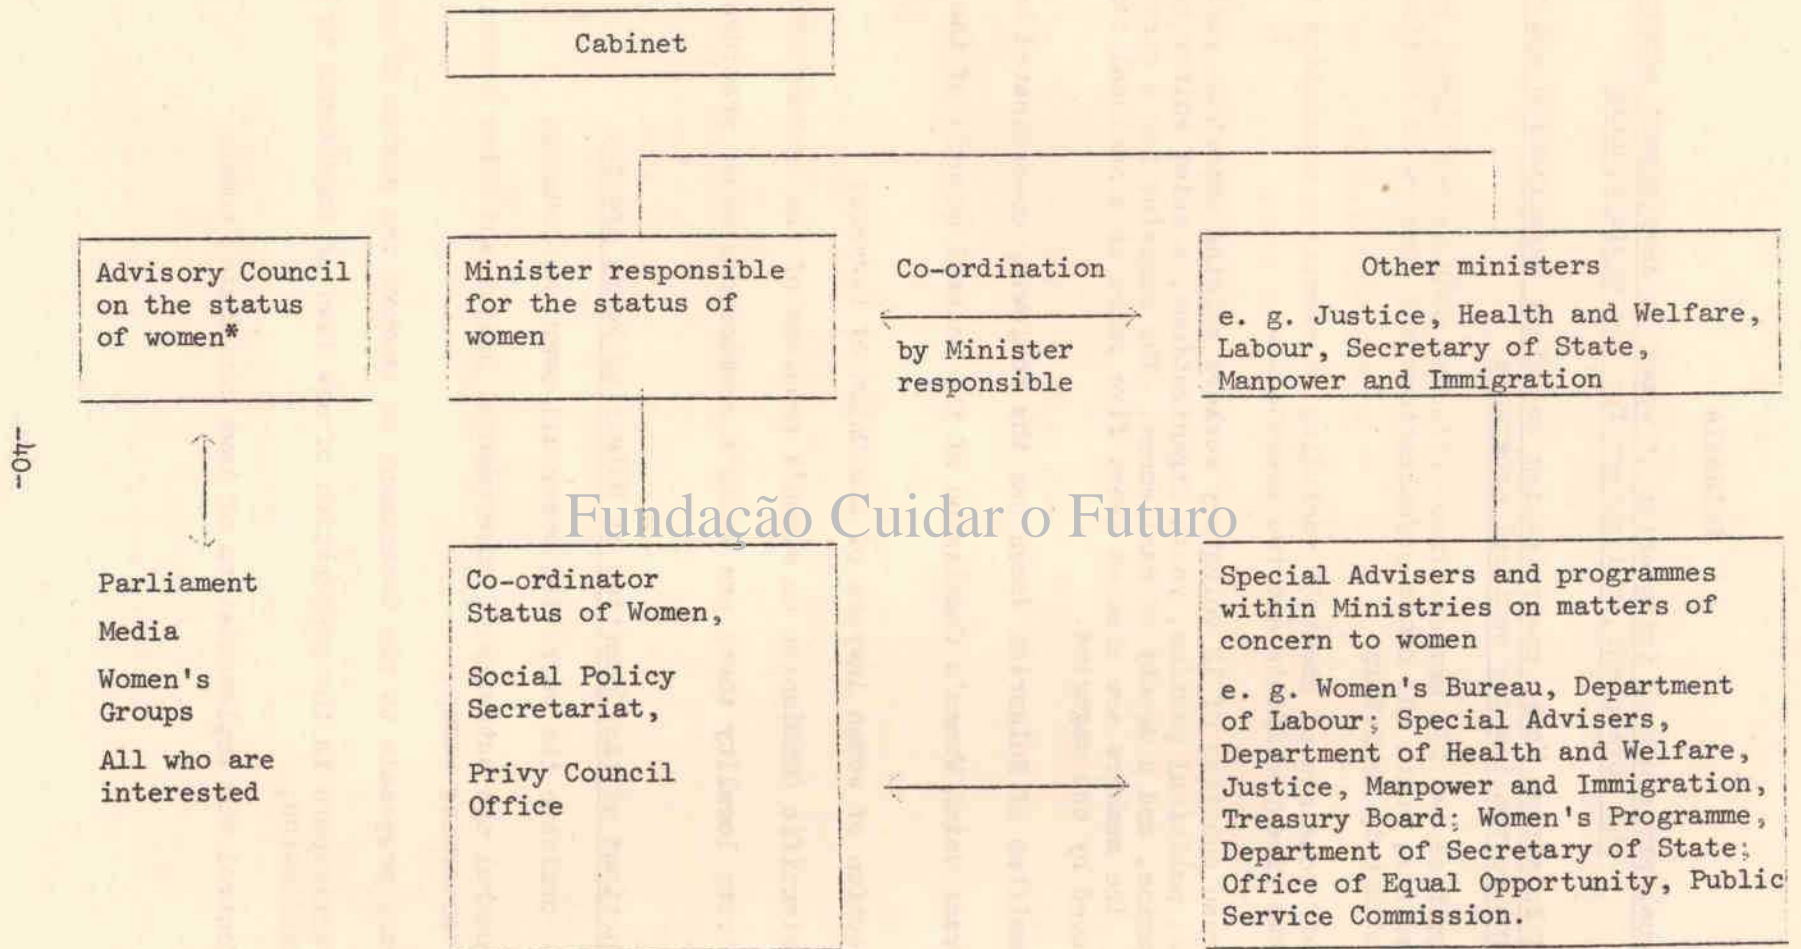 Cabinet
Advisory Council
on the status
of women*
Minister responsible
for the status of
women
Co-ordination
by Minister
responsible
Other ministers
e. g. Justice, Health and Welfare,
Labour, Secretary of State,
Manpower and Immigration
-40-
Fundação Cuidar o Futuro
Parliament
Media
Women's
Groups
All who are
interested
Co-ordinator
Status of Women,
Social Policy
Secretariat,
Privy Council
Office
Special Advisers and programmes
within Ministries on matters of
concern to women
e. g. Women's Bureau, Department
of Labour; Special Advisers,
Department of Health and Welfare,
Justice, Manpower and Immigration,
Treasury Board; Women's Programme,
Department of Secretary of State;
Office of Equal Opportunity, Public
Service Commission.